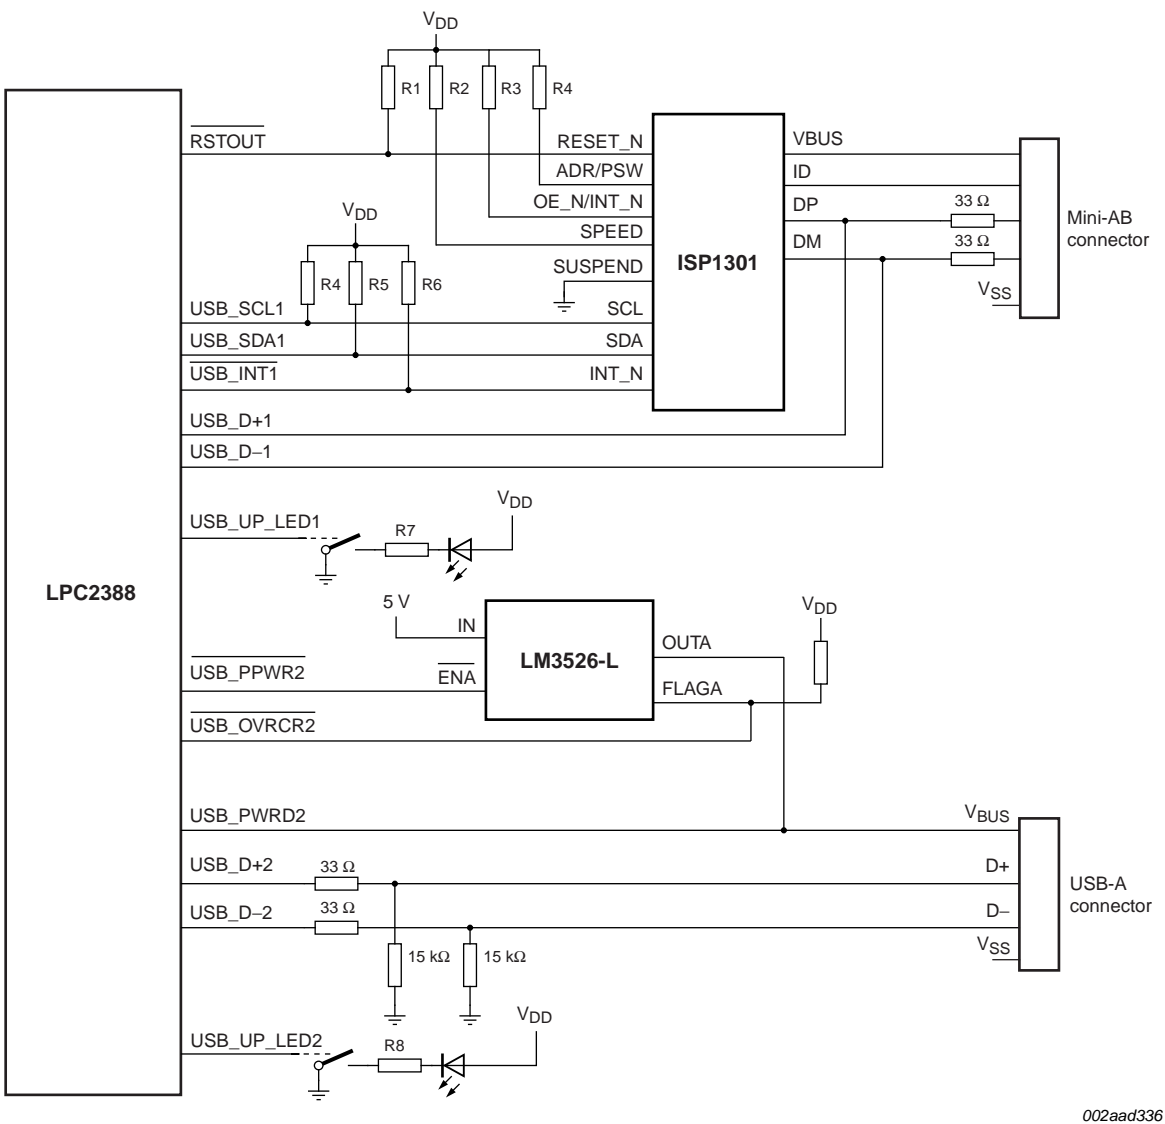 VDD
R1 R2 R3 R4
RSTOUT
RESET_N
VBUS
ADR/PSW
ID
OE_N/INT_N
DP
33 Ω
SPEED
DM
33 Ω
Mini-AB
connector
VDD
ISP1301
SUSPEND
VSS
R4 R5 R6
USB_SCL1
SCL
USB_SDA1
SDA
USB_INT1
INT_N
USB_D+1
USB_D−1
USB_UP_LED1
R7
VDD
LPC2388
5 V
IN
VDD
OUTA
LM3526-L
USB_PPWR2
ENA
FLAGA
USB_OVRCR2
USB_PWRD2
VBUS
USB_D+2
33 Ω
D+
USB-A
connector
USB_D−2
33 Ω
D−
VSS
15 kΩ 15 kΩ
VDD
USB_UP_LED2
R8
002aad336